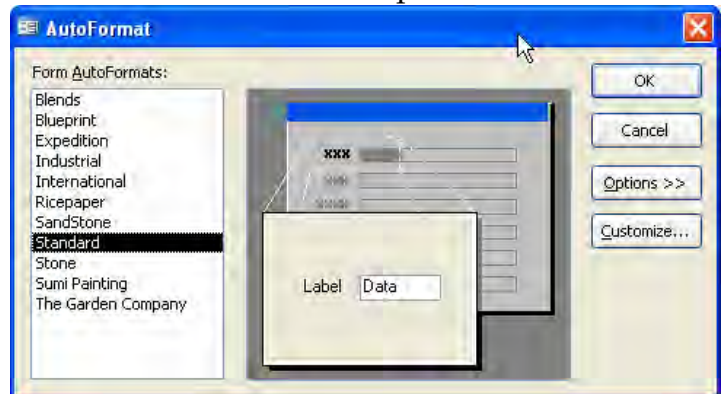 AutoFormat
Form AutoFormats:
Blends
Blueprint
Expedition
Industrial
International
Ricepaper
SandStone
Standard
Stone
Sumi Painting
The Garden Company
xxx
Label Data
OK
Cancel
Options >>
Customize...